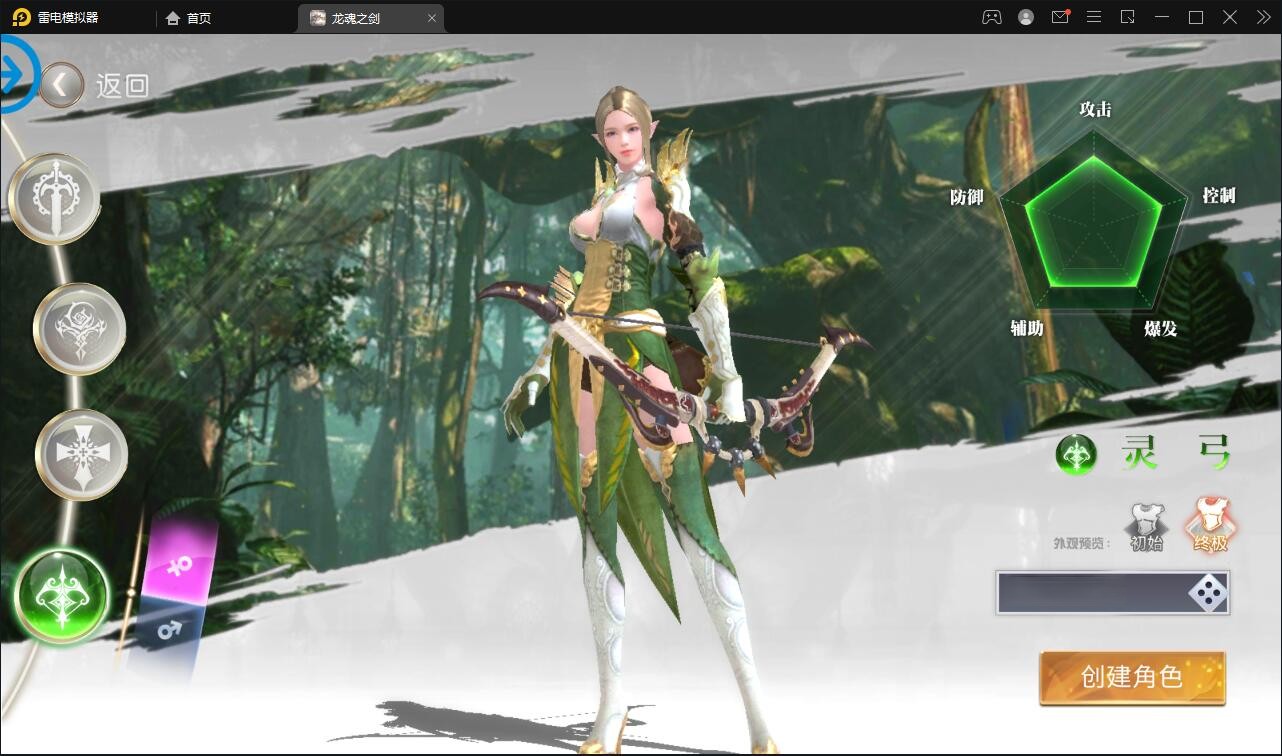 雷电模拟器
首页
龙魂之剑
返回
攻击
防御
控制
辅助
爆发
灵弓
外观预览：
初始
终极
创建角色